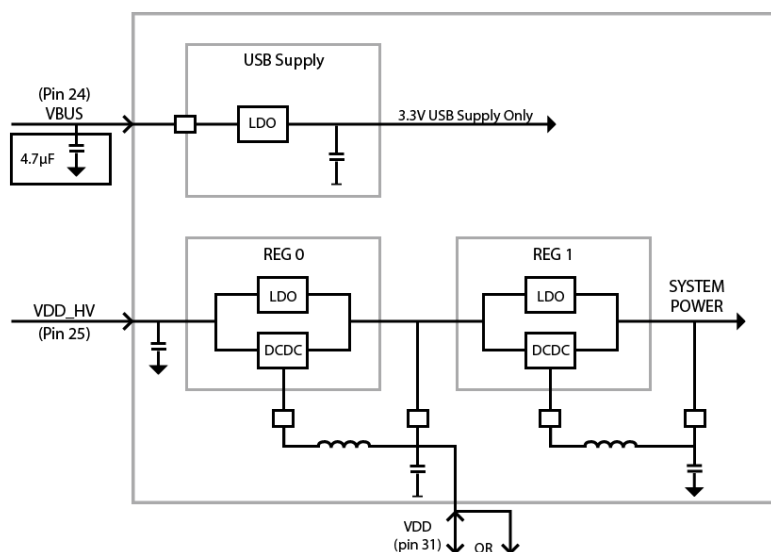 USB Supply
(Pin 24)
VBUS
LDO
3.3V USB Supply Only
4.7µF
REG 0
REG 1
LDO
LDO
SYSTEM
POWER
VDD_HV
(Pin 25)
DCDC
DCDC
VDD
(pin 31)
OR